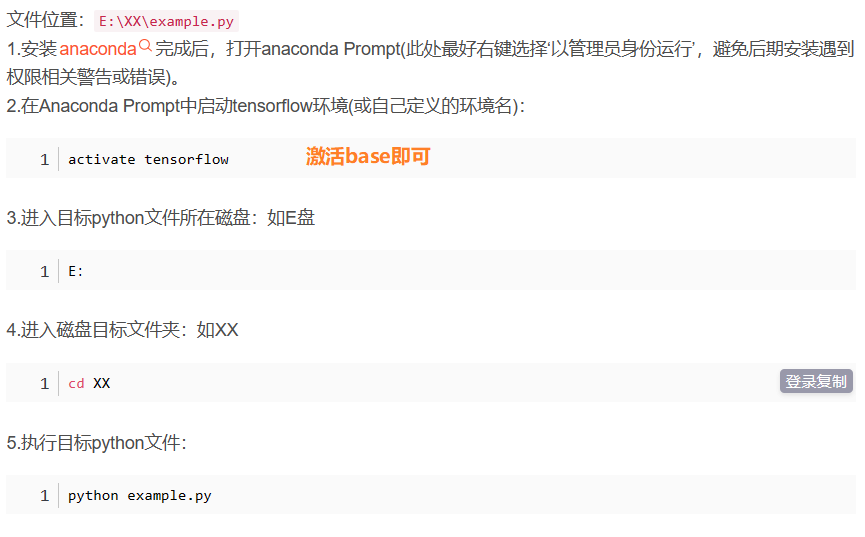 文件位置：E:\XX\example.py
1.安装anaconda完成后，打开anaconda Prompt(此处最好右键选择‘以管理员身份运行’，避免后期安装遇到
权限相关警告或错误)。
2.在Anaconda Prompt中启动tensorflow环境(或自己定义的环境名)：
1 activate tensorflow 激活base即可
3.进入目标python文件所在磁盘：如E盘
1 E:
4.进入磁盘目标文件夹：如XX
1 cd XX 登录复制
5.执行目标python文件：
1 python example.py